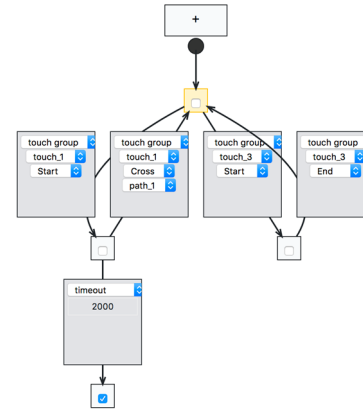 +
touch group
touch_1
Start
touch group
touch_1
Cross
path_1
touch group
touch_3
Start
touch group
touch_3
End
timeout
2000